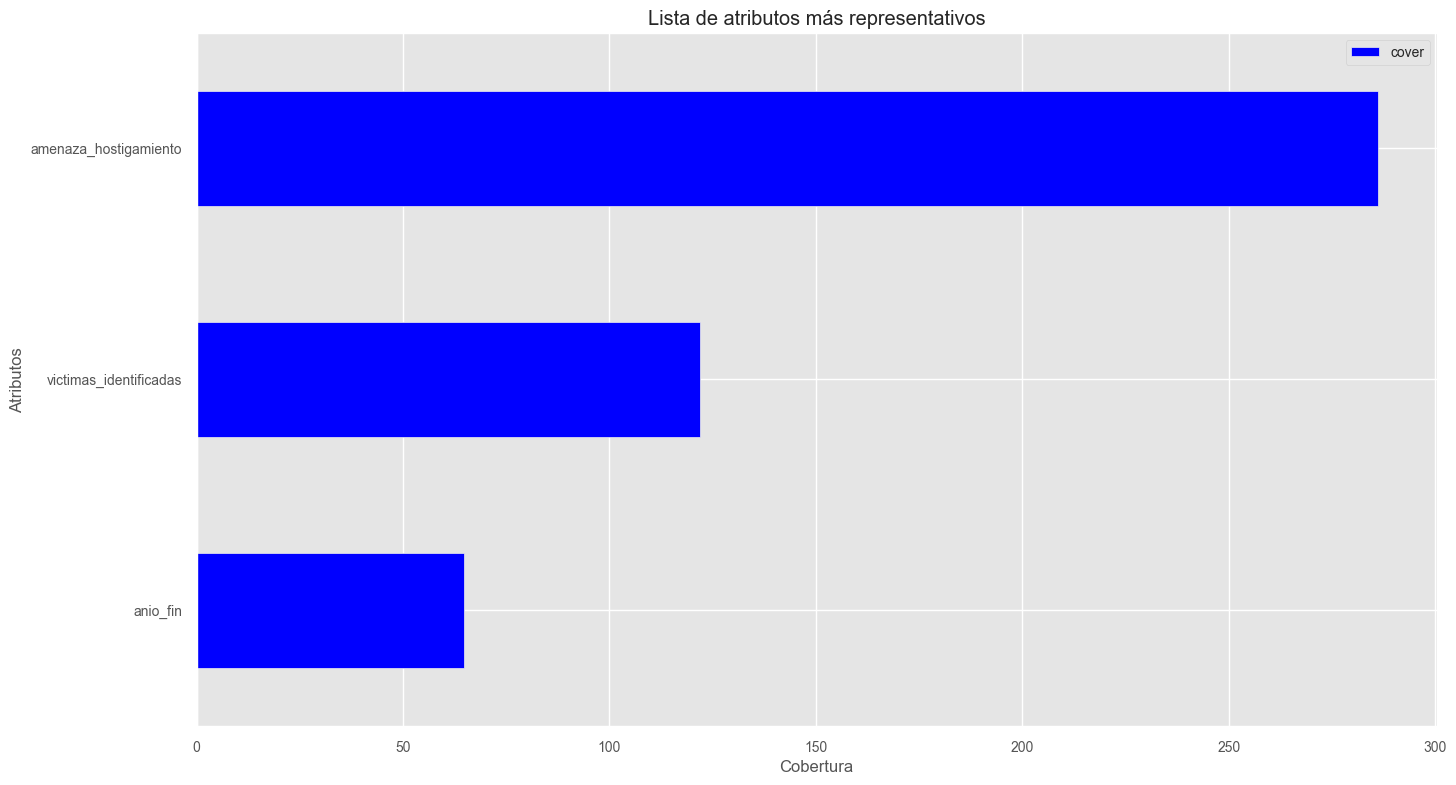 Lista de atributos más representativos
cover
amenaza_hostigamiento
victimas_identificadas
anio_fin
Atributos
0 50 100 150 200 250 300
Cobertura